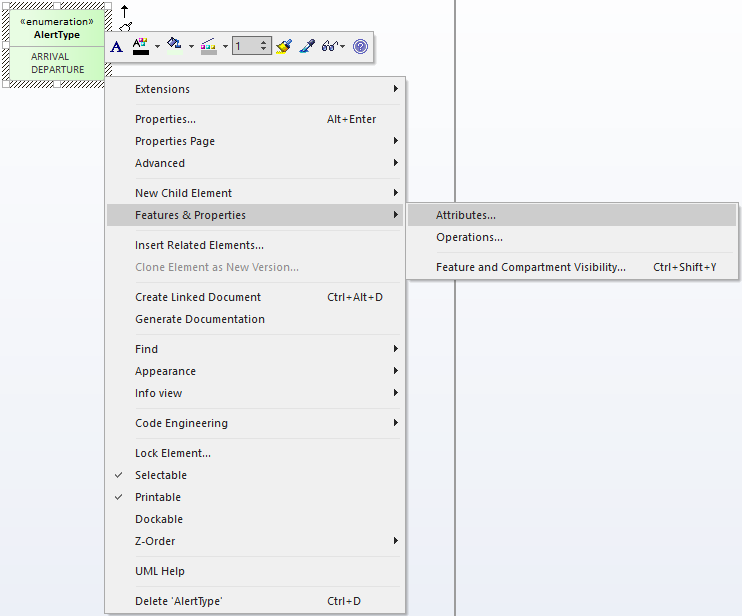 «enumeration»
AlertType
ARRIVAL
DEPARTURE
A
1
Extensions
Properties... Alt+Enter
Properties Page
Advanced
New Child Element
Features & Properties
Attributes...
Operations...
Feature and Compartment Visibility... Ctrl+Shift+Y
Insert Related Elements...
Clone Element as New Version...
Create Linked Document Ctrl+Alt+D
Generate Documentation
Find
Appearance
Info view
Code Engineering
Lock Element...
Selectable
Printable
Dockable
Z-Order
UML Help
Delete 'AlertType' Ctrl+D